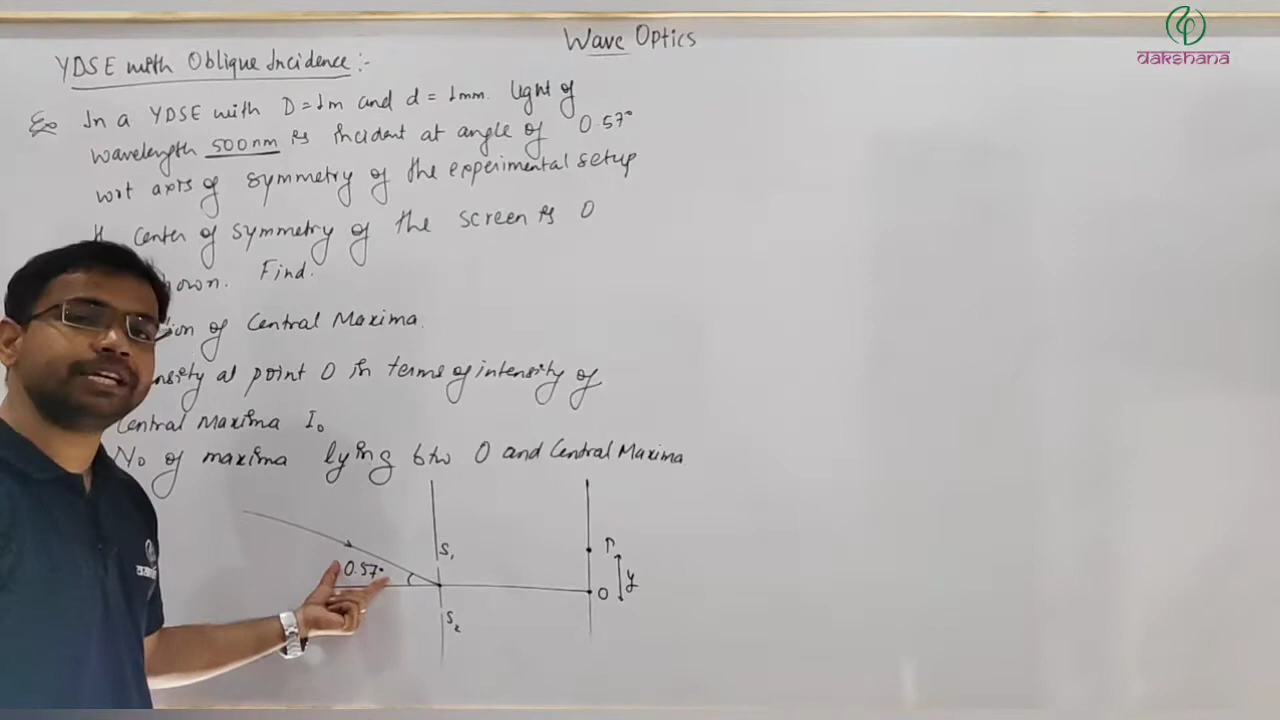 Wave Optics
dakshana
YDSE with Oblique Incidence :-
Ex In a YDSE with D = 1m and d = 1mm. light of
wavelength 500nm is incident at angle of 0.57°
wrt axis of symmetry of the experimental setup
center of symmetry of the screen is O
Find.
of Central Maxima.
at point O in terms of intensity of
Central Maxima I₀
No of maxima lying btw O and Central Maxima
S₁
0.57°
P
y
O
S₂